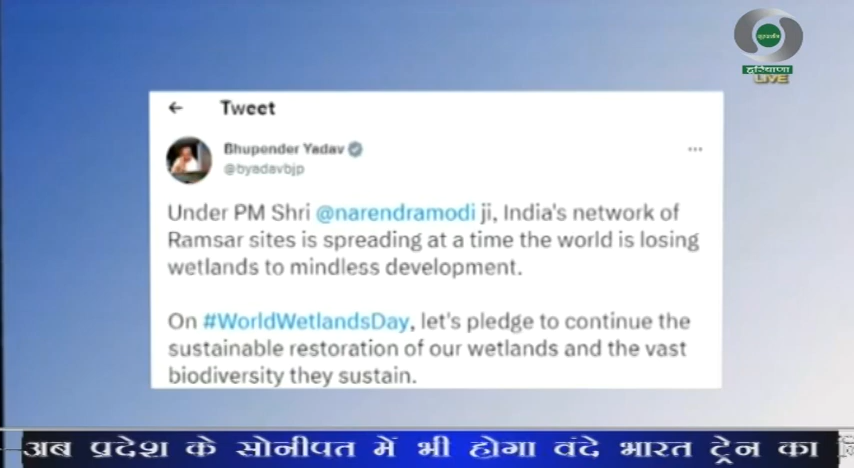 दूरदर्शन
हरियाणा
LIVE
Tweet
Bhupender Yadav
@byadavbjp
Under PM Shri @narendramodi ji, India's network of
Ramsar sites is spreading at a time the world is losing
wetlands to mindless development.
On #WorldWetlandsDay, let's pledge to continue the
sustainable restoration of our wetlands and the vast
biodiversity they sustain.
अब प्रदेश के सोनीपत में भी होगा वंदे भारत ट्रेन का